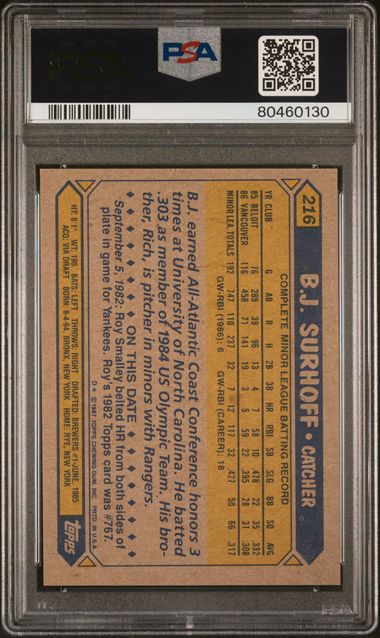 PSA
PSA
80460130
216 B.J. SURHOFF • CATCHER
COMPLETE MINOR LEAGUE BATTING RECORD
YR CLUB G AB R H 2B 3B HR RBI SB SLG BB SO AVG
85 BELOIT 76 289 39 96 13 4 7 58 10 .478 22 35 .332
86 VANCOUVER 116 458 71 141 19 3 5 59 22 .395 28 31 .308
MINOR LEA. TOTALS 192 747 110 237 32 7 12 117 32 .427 50 66 .317
GW-RBI (1986): 6 GW-RBI (CAREER): 18
B.J. earned All-Atlantic Coast Conference honors 3
times at University of North Carolina. He batted
.303 as member of 1984 US Olympic Team. His bro-
ther, Rich, is pitcher in minors with Rangers.
ON THIS DATE
September 5, 1982: Roy Smalley belted HR from both sides of
plate in game for Yankees. Roy's 1982 Topps card was #767.
D* © 1987 TOPPS CHEWING GUM, INC. PRTD. IN U.S.A.
HT: 6'1" WT: 190 BATS: LEFT THROWS: RIGHT DRAFTED: BREWERS #1-JUNE, 1985
ACQ: VIA DRAFT BORN: 8-4-64, BRONX, NEW YORK HOME: RYE, NEW YORK
topps